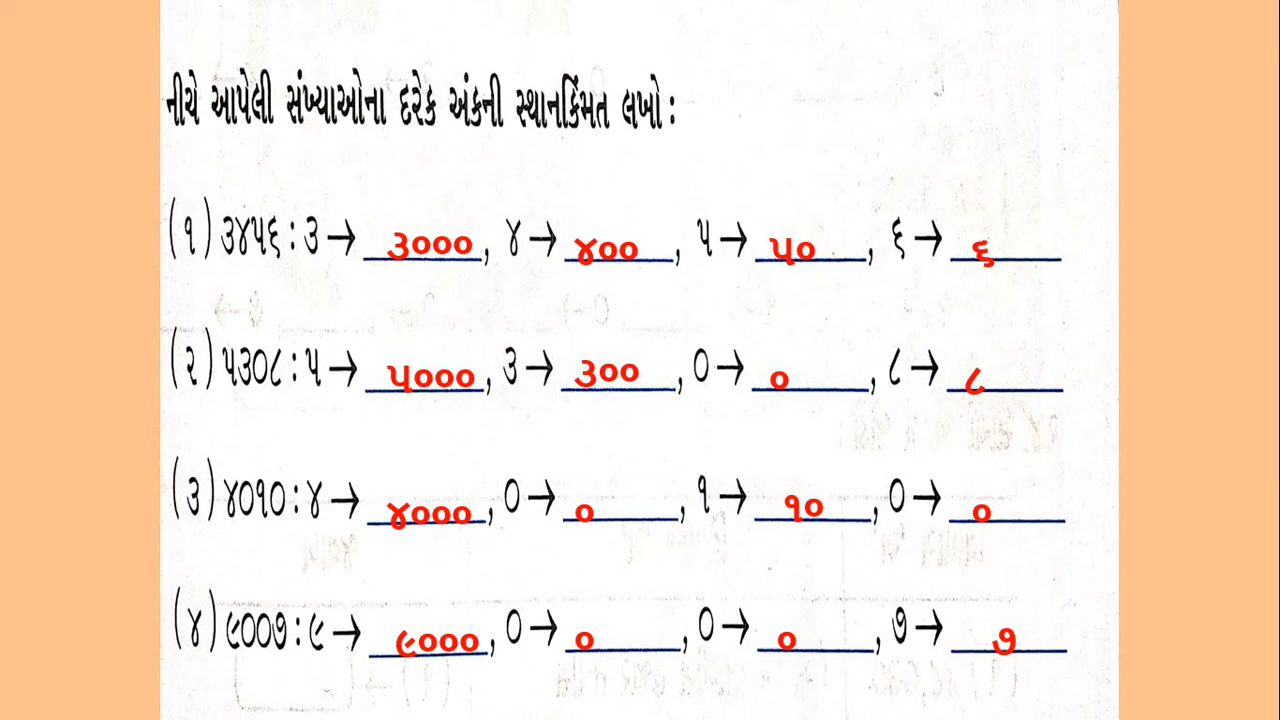 નીચે આપેલી સંખ્યાઓના દરેક અંકની સ્થાનકિંમત લખો :
(૧) ૩૪૫૬ : ૩ → ૩૦૦૦, ૪ → ૪૦૦, ૫ → ૫૦, ૬ → ૬
(૨) ૫૩૦૮ : ૫ → ૫૦૦૦, ૩ → ૩૦૦, ૦ → ૦, ૮ → ૮
(૩) ૪૦૧૦ : ૪ → ૪૦૦૦, ૦ → ૦, ૧ → ૧૦, ૦ → ૦
(૪) ૯૦૦૭ : ૯ → ૯૦૦૦, ૦ → ૦, ૦ → ૦, ૭ → ૭